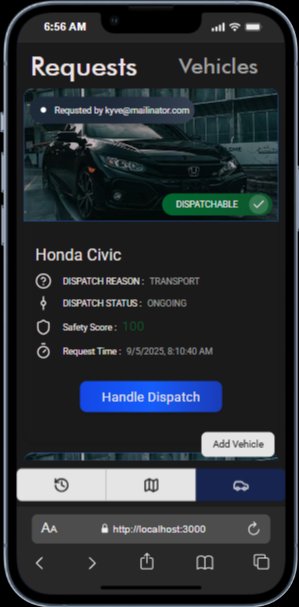 6:56 AM
Requests
Vehicles
Requsted by kyve@mailinator.com
DISPATCHABLE
Honda Civic
DISPATCH REASON : TRANSPORT
DISPATCH STATUS : ONGOING
Safety Score : 100
Request Time : 9/5/2025, 8:10:40 AM
Handle Dispatch
Add Vehicle
AA
http://localhost:3000